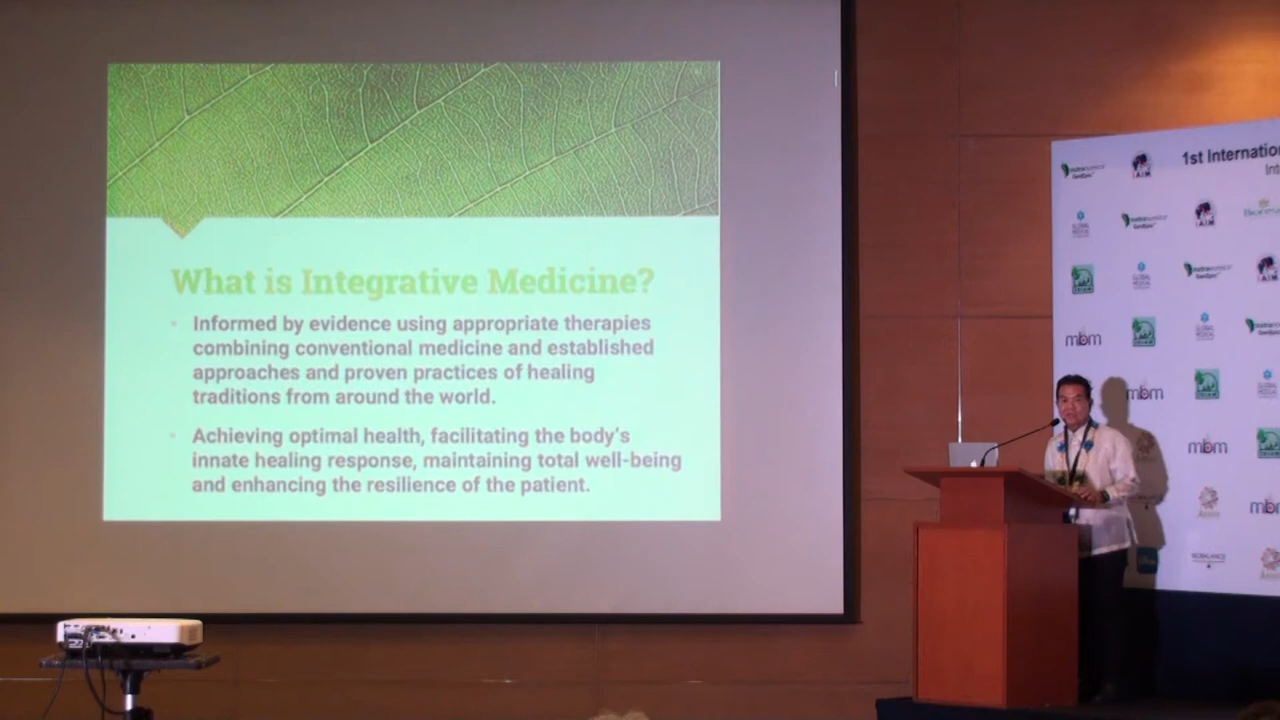 What is Integrative Medicine?
Informed by evidence using appropriate therapies
combining conventional medicine and established
approaches and proven practices of healing
traditions from around the world.
Achieving optimal health, facilitating the body's
innate healing response, maintaining total well-being
and enhancing the resilience of the patient.
1st Internatio
Int
mbm
mbm
mbm
mbm